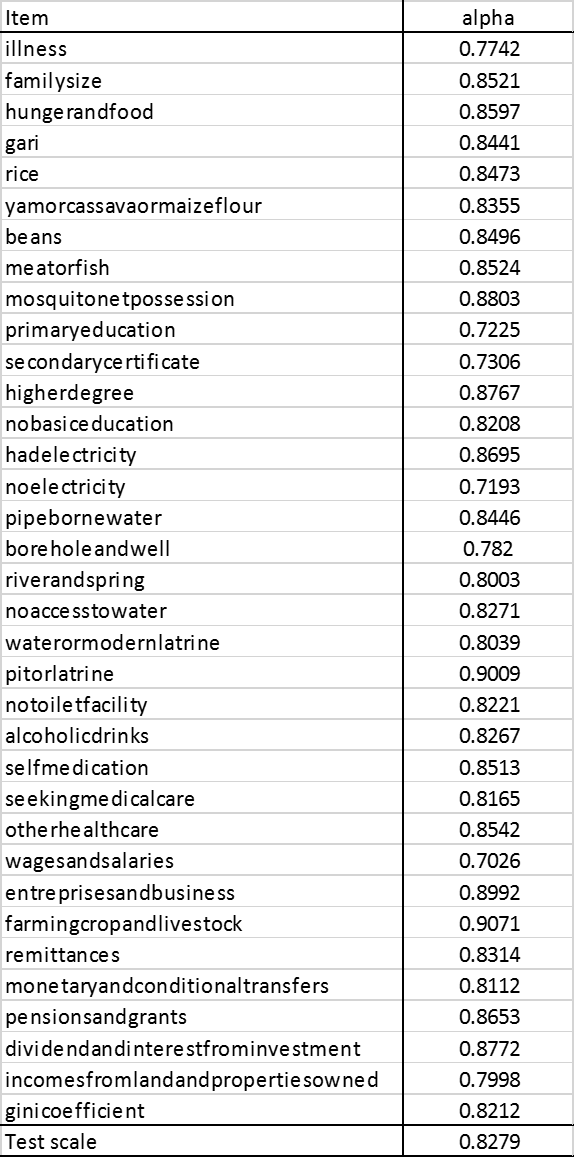 Item alpha
illness 0.7742
familysize 0.8521
hungerandfood 0.8597
gari 0.8441
rice 0.8473
yamorcassavaormaizeflour 0.8355
beans 0.8496
meatorfish 0.8524
mosquitonetpossession 0.8803
primaryeducation 0.7225
secondarycertificate 0.7306
higherdegree 0.8767
nobasiceducation 0.8208
hadelectricity 0.8695
noelectricity 0.7193
pipebornewater 0.8446
boreholeandwell 0.782
riverandspring 0.8003
noaccesstowater 0.8271
waterormodernlatrine 0.8039
pitorlatrine 0.9009
notoiletfacility 0.8221
alcoholicdrinks 0.8267
selfmedication 0.8513
seekingmedicalcare 0.8165
otherhealthcare 0.8542
wagesandsalaries 0.7026
entreprisesandbusiness 0.8992
farmingcropandlivestock 0.9071
remittances 0.8314
monetaryandconditionaltransfers 0.8112
pensionsandgrants 0.8653
dividendandinterestfrominvestment 0.8772
incomesfromlandandpropertiesowned 0.7998
ginicoefficient 0.8212
Test scale 0.8279